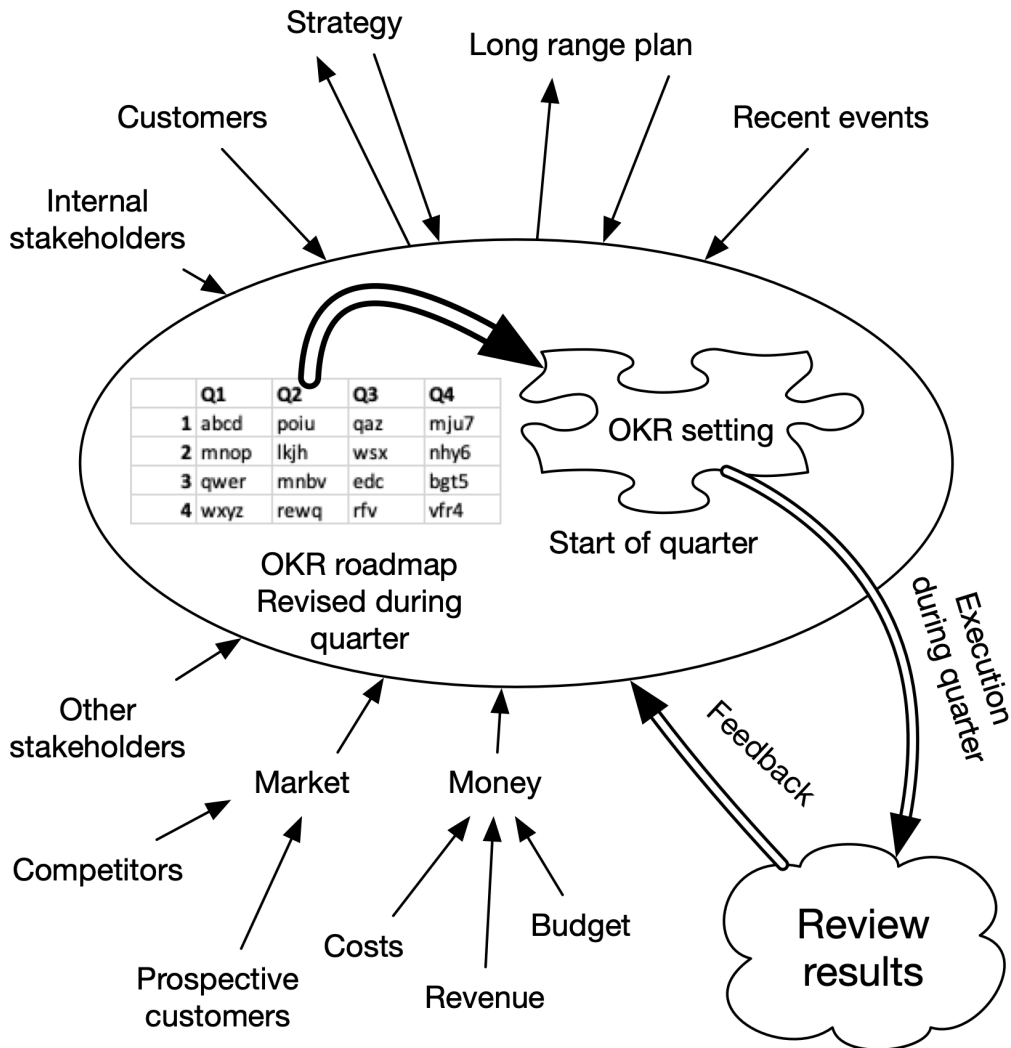 Strategy
Long range plan
Customers
Recent events
Internal
stakeholders
Q1 Q2 Q3 Q4
1 abcd poiu qaz mju7
2 mnop lkjh wsx nhy6
3 qwer mnbv edc bgt5
4 wxyz rewq rfv vfr4
OKR setting
Start of quarter
OKR roadmap
Revised during
quarter
Execution
during quarter
Feedback
Other
stakeholders
Market
Money
Competitors
Prospective
customers
Costs
Revenue
Budget
Review
results